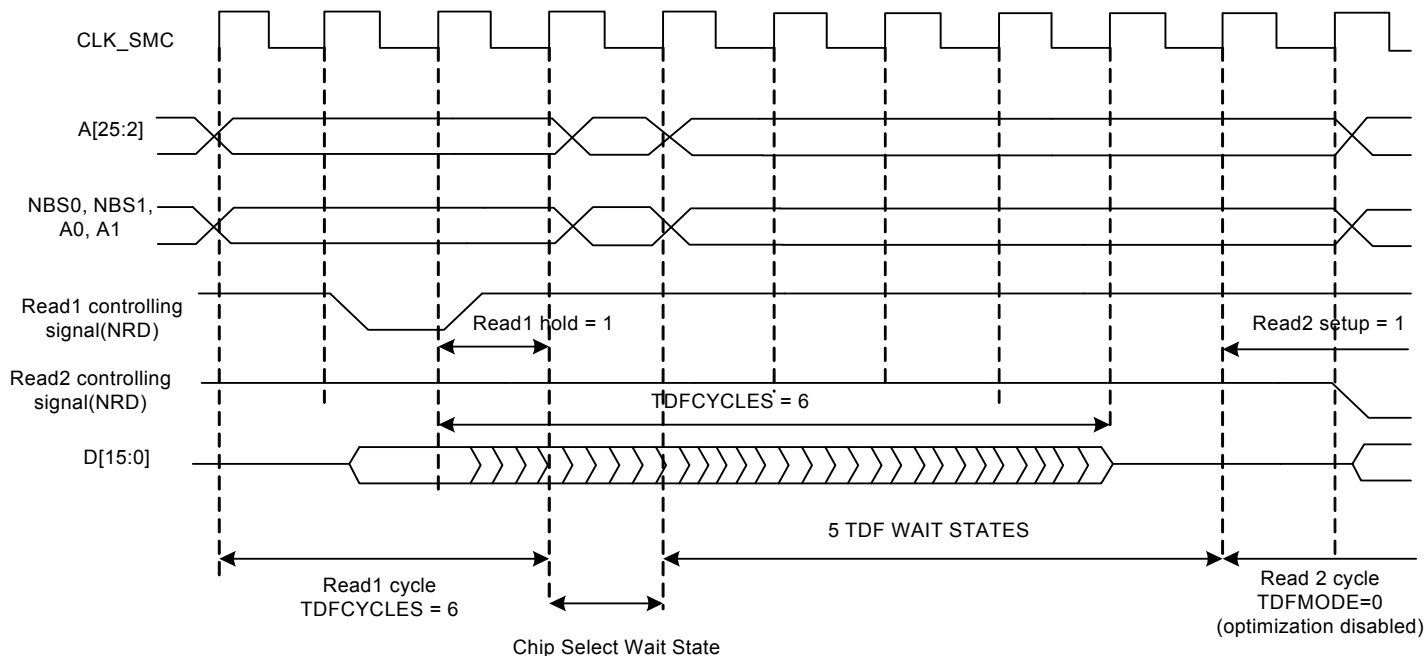 CLK_SMC
A[25:2]
NBS0, NBS1,
A0, A1
Read1 controlling
signal(NRD)
Read1 hold = 1
Read2 setup = 1
Read2 controlling
signal(NRD)
TDFCYCLES = 6
D[15:0]
5 TDF WAIT STATES
Read1 cycle
TDFCYCLES = 6
Chip Select Wait State
Read 2 cycle
TDFMODE=0
(optimization disabled)